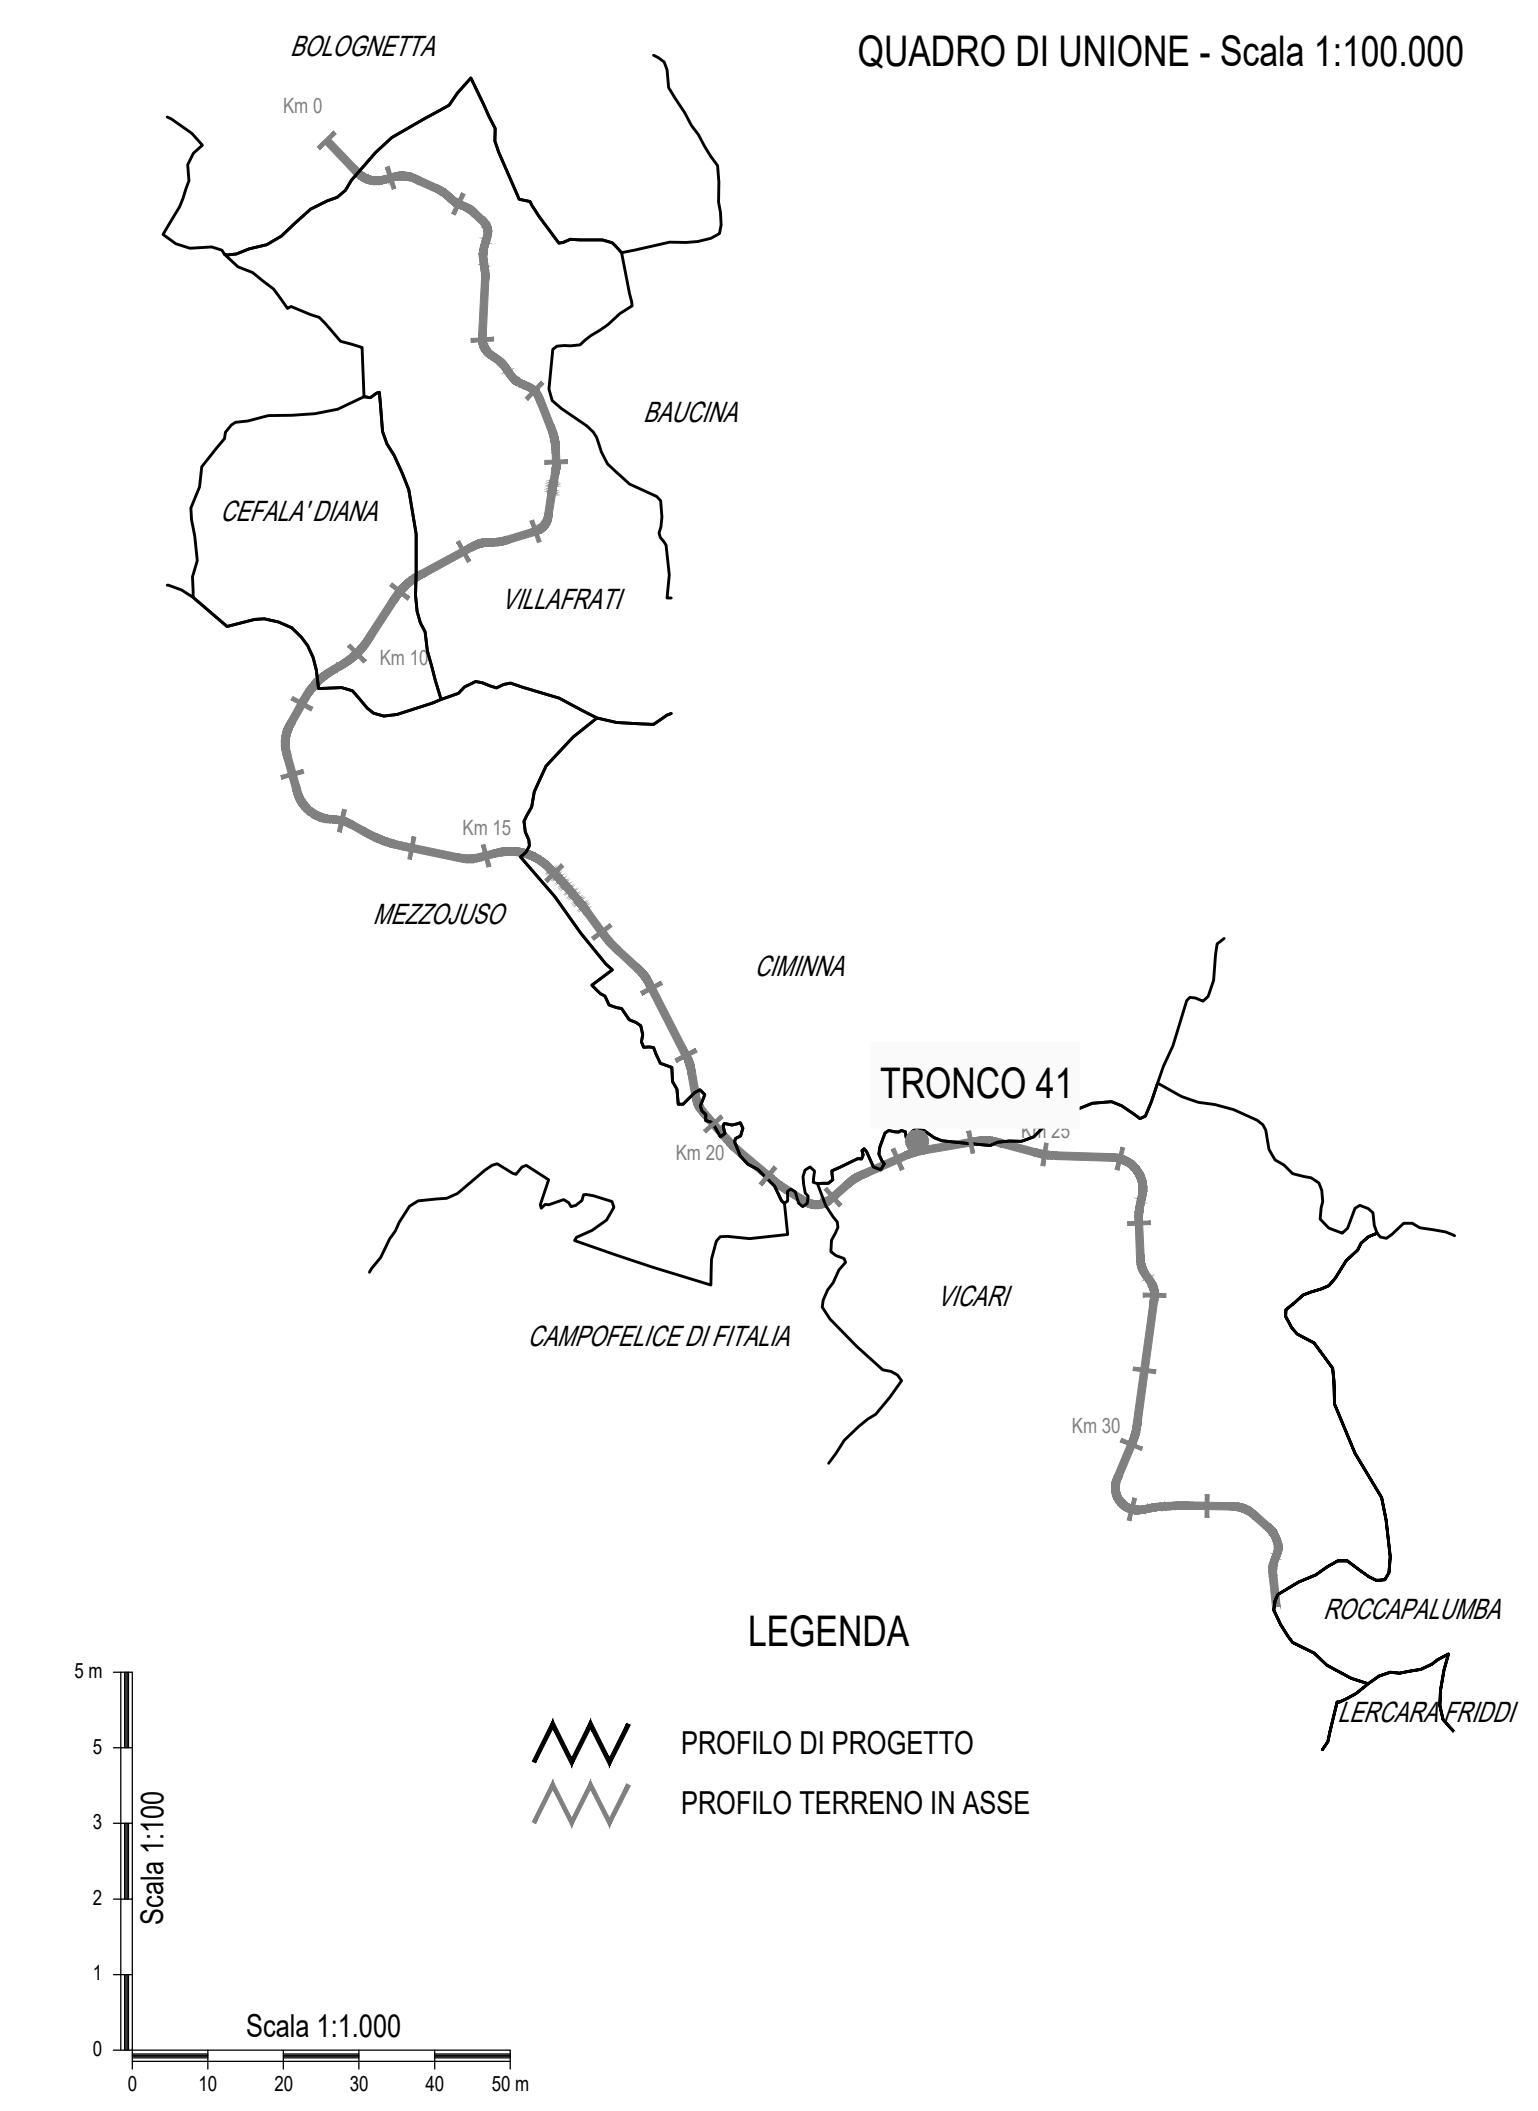 QUADRO DI UNIONE - Scala 1:100.000
BOLOGNETTA
Km 0
BAUCINA
CEFALA' DIANA
VILLAFRATI
Km 10
Km 15
MEZZOJUSO
CIMINNA
TRONCO 41
Km 25
Km 20
VICARI
CAMPOFELICE DI FITALIA
Km 30
ROCCAPALUMBA
LERCARA FRIDDI
LEGENDA
PROFILO DI PROGETTO
PROFILO TERRENO IN ASSE
5 m
5
3
2
1
0
Scala 1:100
Scala 1:1.000
0 10 20 30 40 50 m